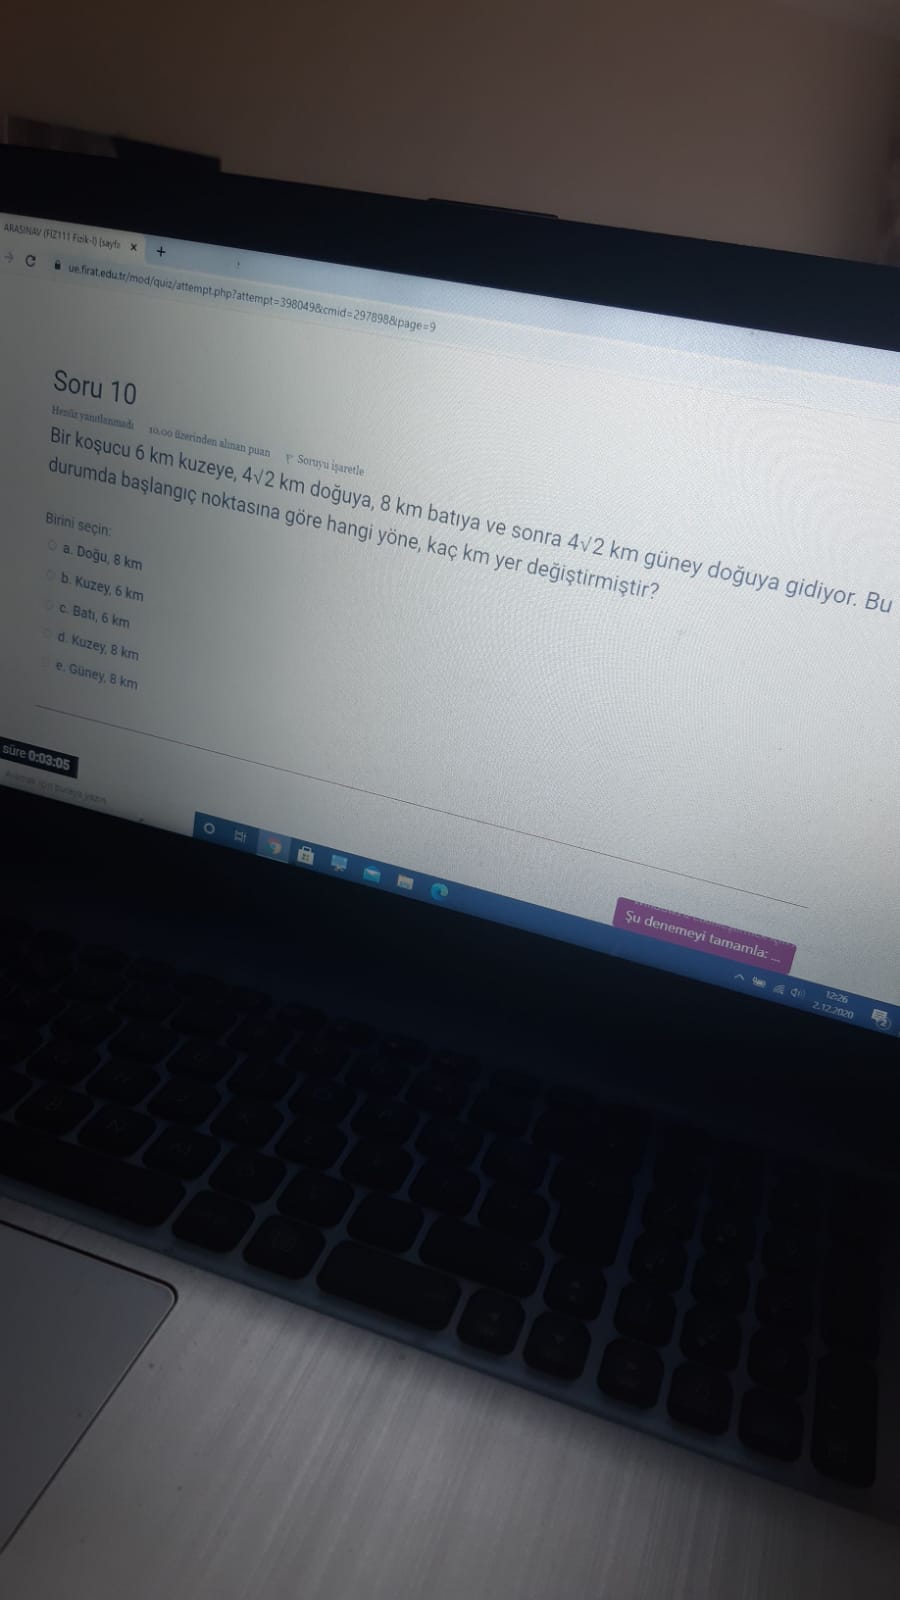 ARASINAV (FİZ111 Fizik-I) (sayfa
ue.firat.edu.tr/mod/quiz/attempt.php?attempt=398049&cmid=297898&page=9
Soru 10
Henüz yanıtlanmadı 10,00 üzerinden alınan puan Soruyu işaretle
Bir koşucu 6 km kuzeye, 4√2 km doğuya, 8 km batıya ve sonra 4√2 km güney doğuya gidiyor. Bu
durumda başlangıç noktasına göre hangi yöne, kaç km yer değiştirmiştir?
Birini seçin:
a. Doğu, 8 km
b. Kuzey, 6 km
c. Batı, 6 km
d. Kuzey, 8 km
e. Güney, 8 km
süre 0:03:05
Aramak için buraya yazın
Şu denemeyi tamamla: ...
12:26
2.12.2020